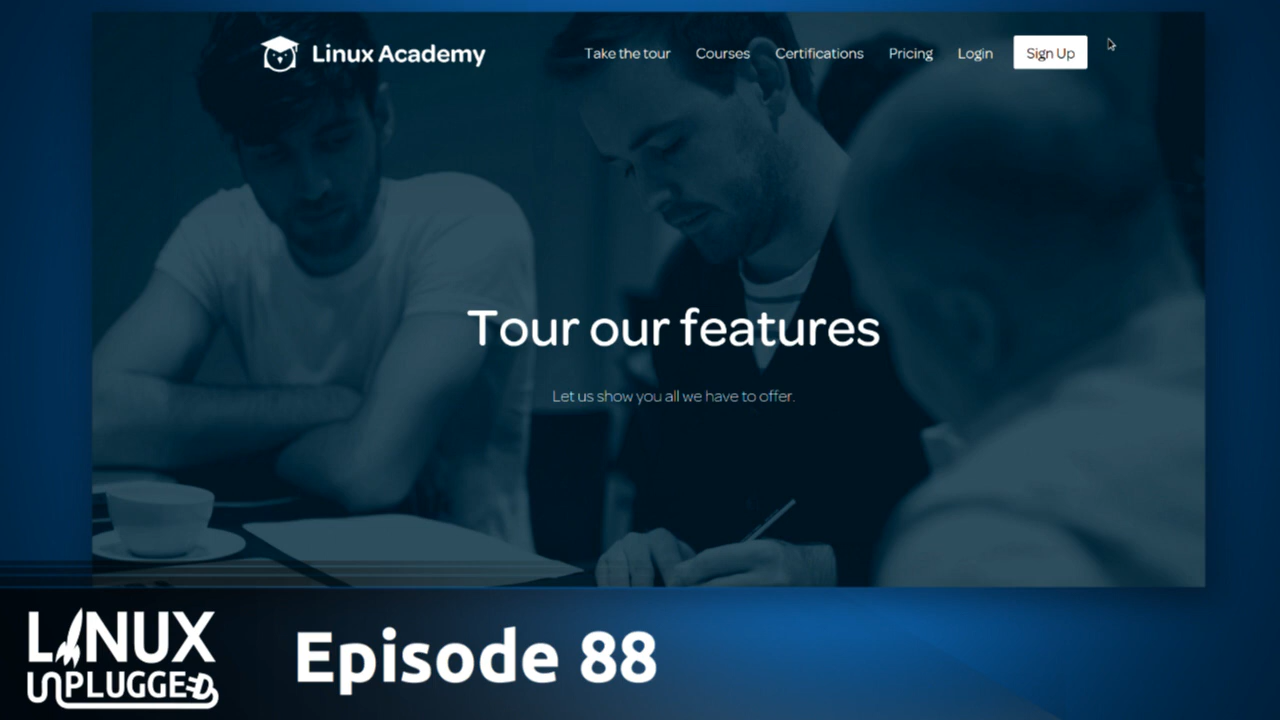 Linux Academy
Take the tour Courses Certifications Pricing Login Sign Up
Tour our features
Let us show you all we have to offer.
LINUX
UNPLUGGED
Episode 88